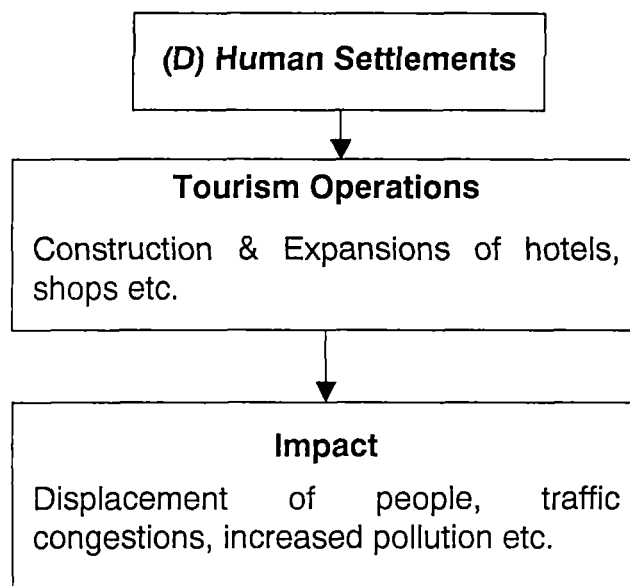 (D) Human Settlements
Tourism Operations
Construction & Expansions of hotels,
shops etc.
Impact
Displacement of people, traffic
congestions, increased pollution etc.